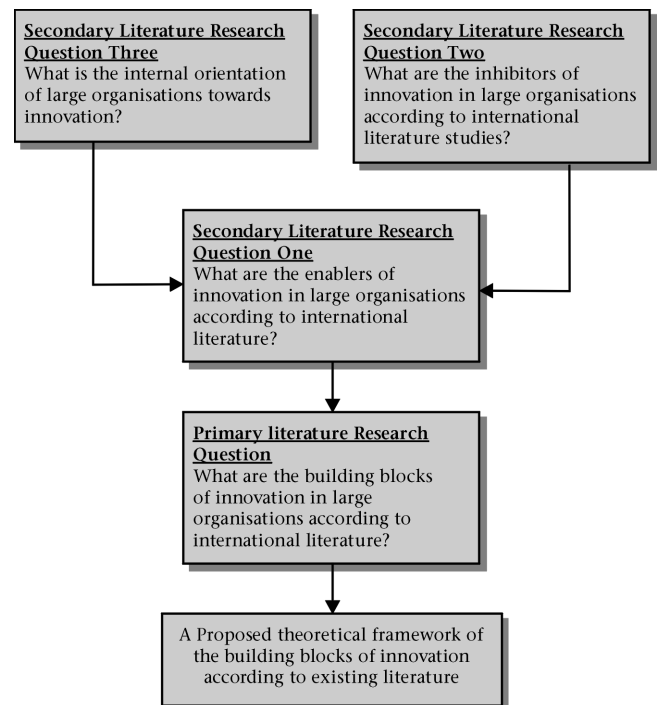 Secondary Literature Research
Question Three
What is the internal orientation
of large organisations towards
innovation?
Secondary Literature Research
Question Two
What are the inhibitors of
innovation in large organisations
according to international
literature studies?
Secondary Literature Research
Question One
What are the enablers of
innovation in large organisations
according to international
literature?
Primary literature Research
Question
What are the building blocks
of innovation in large
organisations according to
international literature?
A Proposed theoretical framework of
the building blocks of innovation
according to existing literature